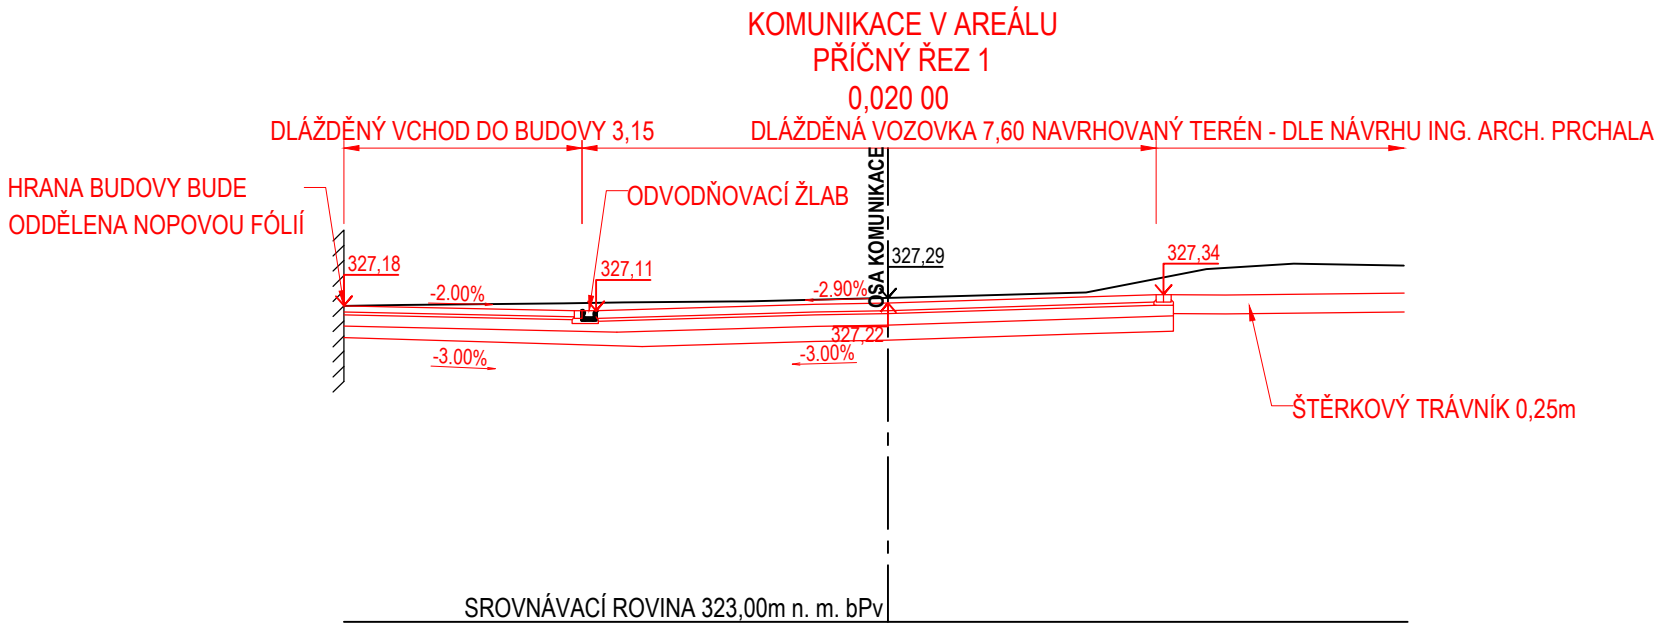 KOMUNIKACE V AREÁLU
PŘÍČNÝ ŘEZ 1
0,020 00
DLÁŽDĚNÝ VCHOD DO BUDOVY 3,15
DLÁŽDĚNÁ VOZOVKA 7,60
NAVRHOVANÝ TERÉN - DLE NÁVRHU ING. ARCH. PRCHALA
HRANA BUDOVY BUDE
ODDĚLENA NOPOVOU FÓLIÍ
ODVODŇOVACÍ ŽLAB
OSA KOMUNIKACE
327,18
327,11
327,29
327,34
-2.00%
-2.90%
327,22
-3.00%
-3.00%
ŠTĚRKOVÝ TRÁVNÍK 0,25m
SROVNÁVACÍ ROVINA 323,00m n. m. bPv